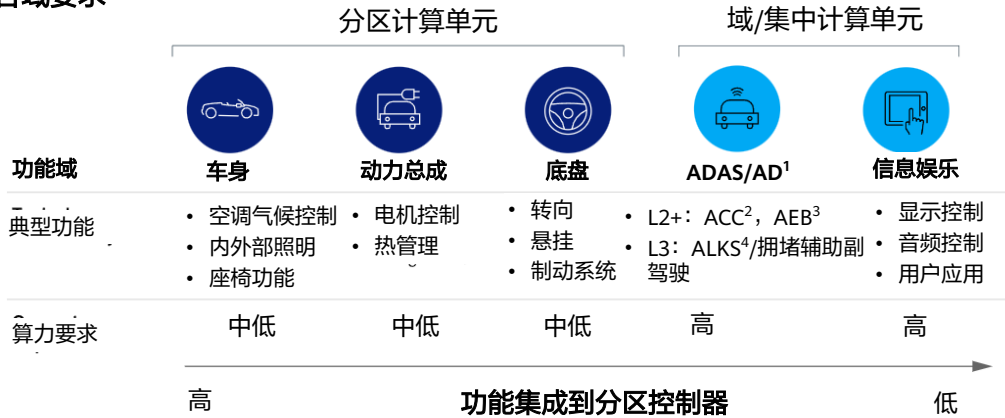 分区计算单元
域/集中计算单元
功能域
车身
动力总成
底盘
ADAS/AD¹
信息娱乐
典型功能
• 空调气候控制
• 内外部照明
• 座椅功能
• 电机控制
• 热管理
• 转向
• 悬挂
• 制动系统
• L2+：ACC²，AEB³
• L3：ALKS⁴/拥堵辅助副
驾驶
• 显示控制
• 音频控制
• 用户应用
算力要求
中低
中低
中低
高
高
高
功能集成到分区控制器
低